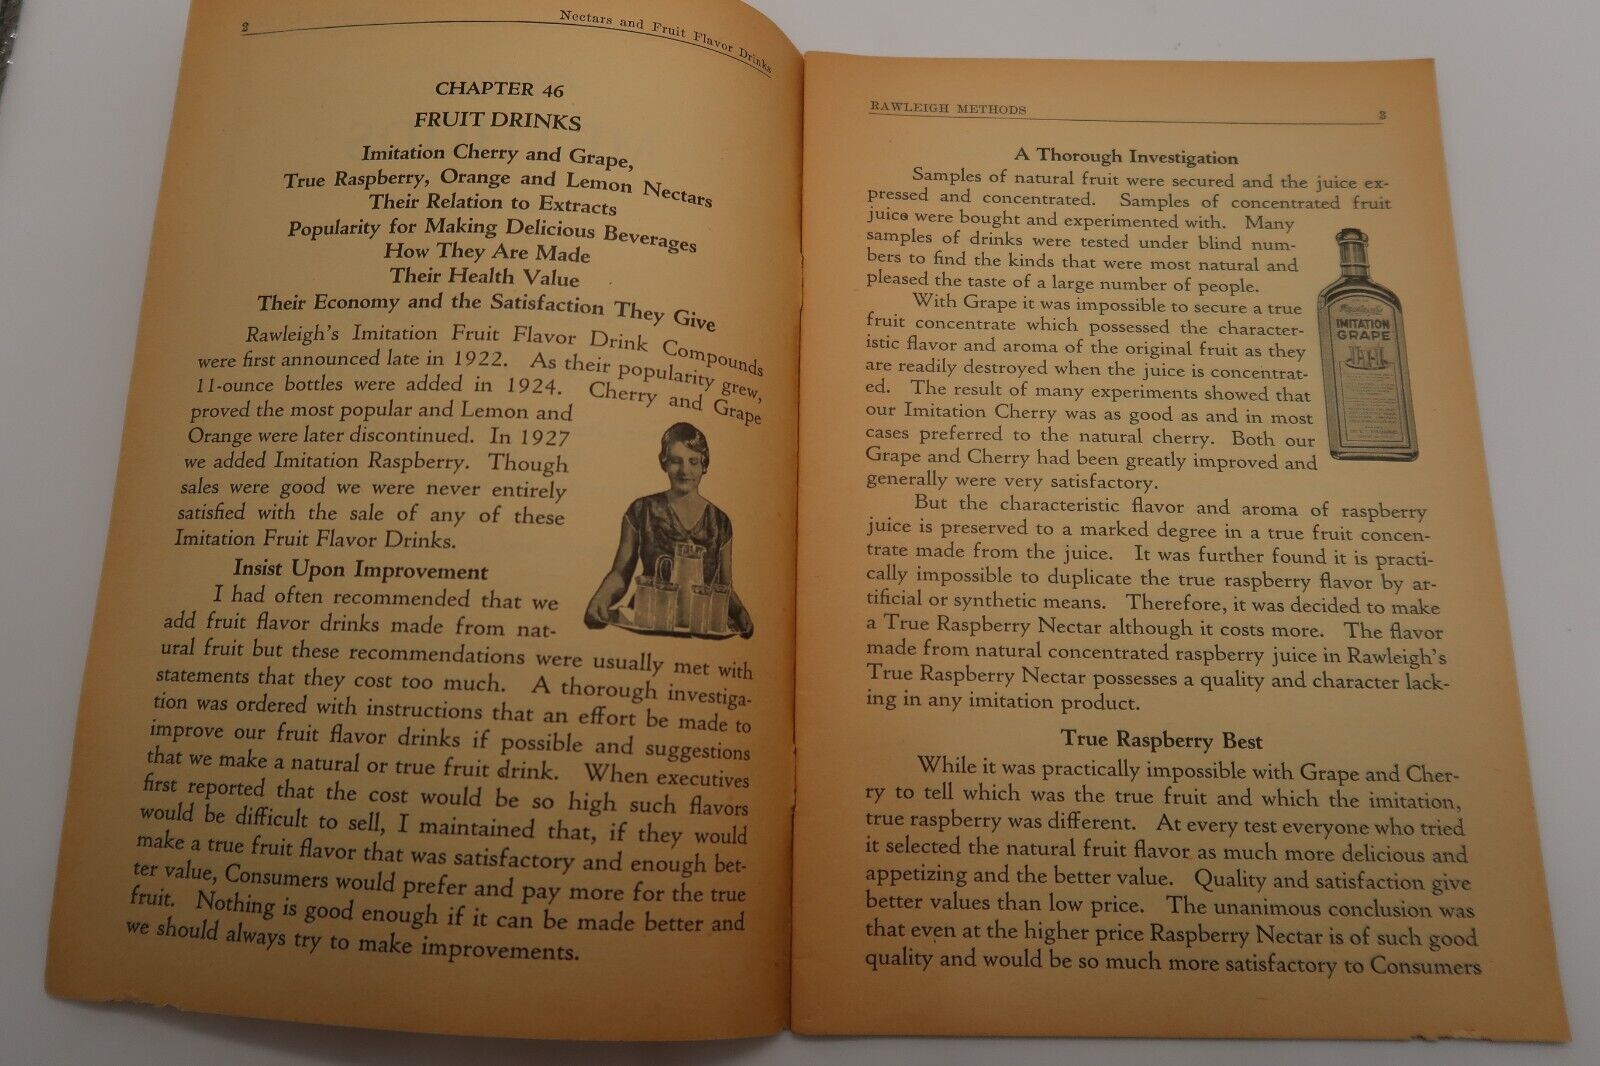 2
Nectars and Fruit Flavor Drinks
CHAPTER 46
FRUIT DRINKS
Imitation Cherry and Grape,
True Raspberry, Orange and Lemon Nectars
Their Relation to Extracts
Popularity for Making Delicious Beverages
How They Are Made
Their Health Value
Their Economy and the Satisfaction They Give
Rawleigh's Imitation Fruit Flavor Drink Compounds
were first announced late in 1922. As their popularity grew,
11-ounce bottles were added in 1924. Cherry and Grape
proved the most popular and Lemon and
Orange were later discontinued. In 1927
we added Imitation Raspberry. Though
sales were good we were never entirely
satisfied with the sale of any of these
Imitation Fruit Flavor Drinks.
Insist Upon Improvement
I had often recommended that we
add fruit flavor drinks made from nat-
ural fruit but these recommendations were usually met with
statements that they cost too much. A thorough investiga-
tion was ordered with instructions that an effort be made to
improve our fruit flavor drinks if possible and suggestions
that we make a natural or true fruit drink. When executives
first reported that the cost would be so high such flavors
would be difficult to sell, I maintained that, if they would
make a true fruit flavor that was satisfactory and enough bet-
ter value, Consumers would prefer and pay more for the true
fruit. Nothing is good enough if it can be made better and
we should always try to make improvements.
RAWLEIGH METHODS
3
A Thorough Investigation
Samples of natural fruit were secured and the juice ex-
pressed and concentrated. Samples of concentrated fruit
juice were bought and experimented with. Many
samples of drinks were tested under blind num-
bers to find the kinds that were most natural and
pleased the taste of a large number of people.
With Grape it was impossible to secure a true
fruit concentrate which possessed the character-
istic flavor and aroma of the original fruit as they
are readily destroyed when the juice is concentrat-
ed. The result of many experiments showed that
our Imitation Cherry was as good as and in most
cases preferred to the natural cherry. Both our
Grape and Cherry had been greatly improved and
generally were very satisfactory.
Rawleigh's
IMITATION
GRAPE
But the characteristic flavor and aroma of raspberry
juice is preserved to a marked degree in a true fruit concen-
trate made from the juice. It was further found it is practi-
cally impossible to duplicate the true raspberry flavor by ar-
tificial or synthetic means. Therefore, it was decided to make
a True Raspberry Nectar although it costs more. The flavor
made from natural concentrated raspberry juice in Rawleigh's
True Raspberry Nectar possesses a quality and character lack-
ing in any imitation product.
True Raspberry Best
While it was practically impossible with Grape and Cher-
ry to tell which was the true fruit and which the imitation,
true raspberry was different. At every test everyone who tried
it selected the natural fruit flavor as much more delicious and
appetizing and the better value. Quality and satisfaction give
better values than low price. The unanimous conclusion was
that even at the higher price Raspberry Nectar is of such good
quality and would be so much more satisfactory to Consumers